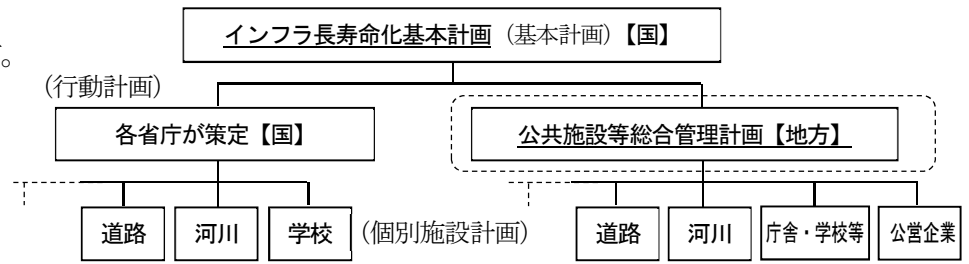 インフラ長寿命化基本計画（基本計画）【国】
。
（行動計画）
各省庁が策定【国】
公共施設等総合管理計画【地方】
道路
河川
学校
（個別施設計画）
道路
河川
庁舎・学校等
公営企業